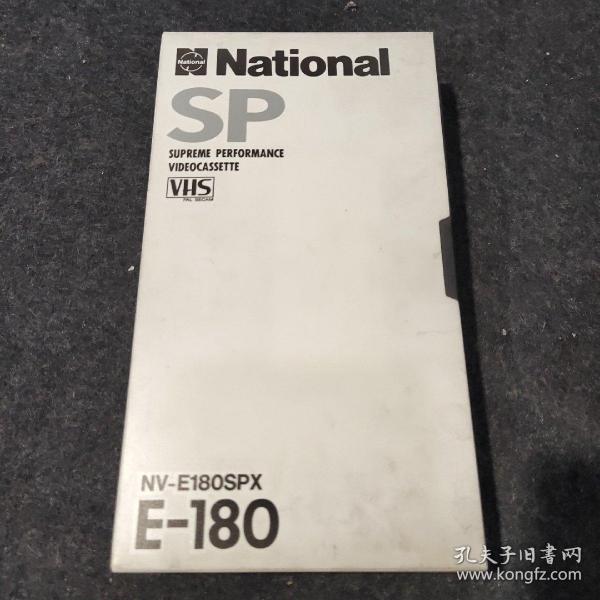 National National
SP
SUPREME PERFORMANCE
VIDEOCASSETTE
VHS
PAL SECAM
NV-E180SPX
E-180
孔夫子旧書网
www.kongfz.com